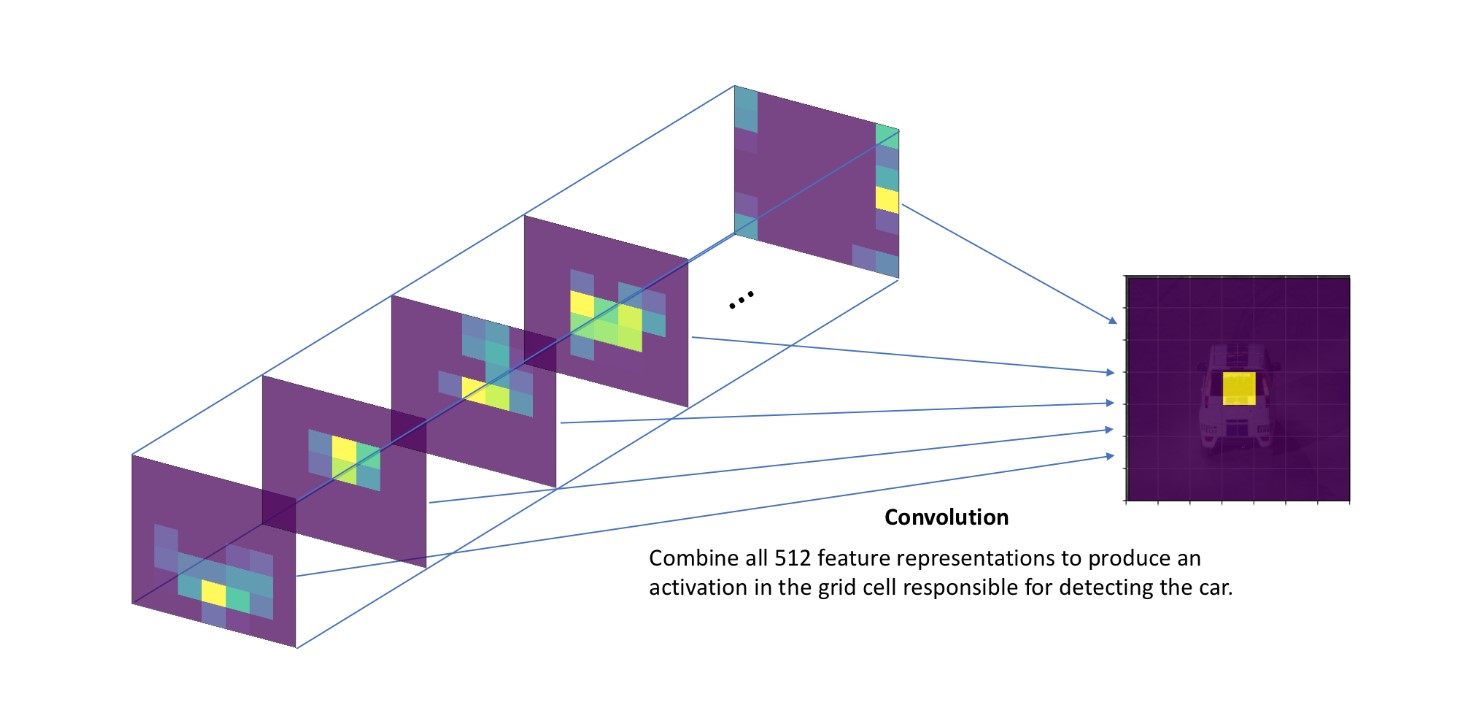 Convolution
Combine all 512 feature representations to produce an
activation in the grid cell responsible for detecting the car.